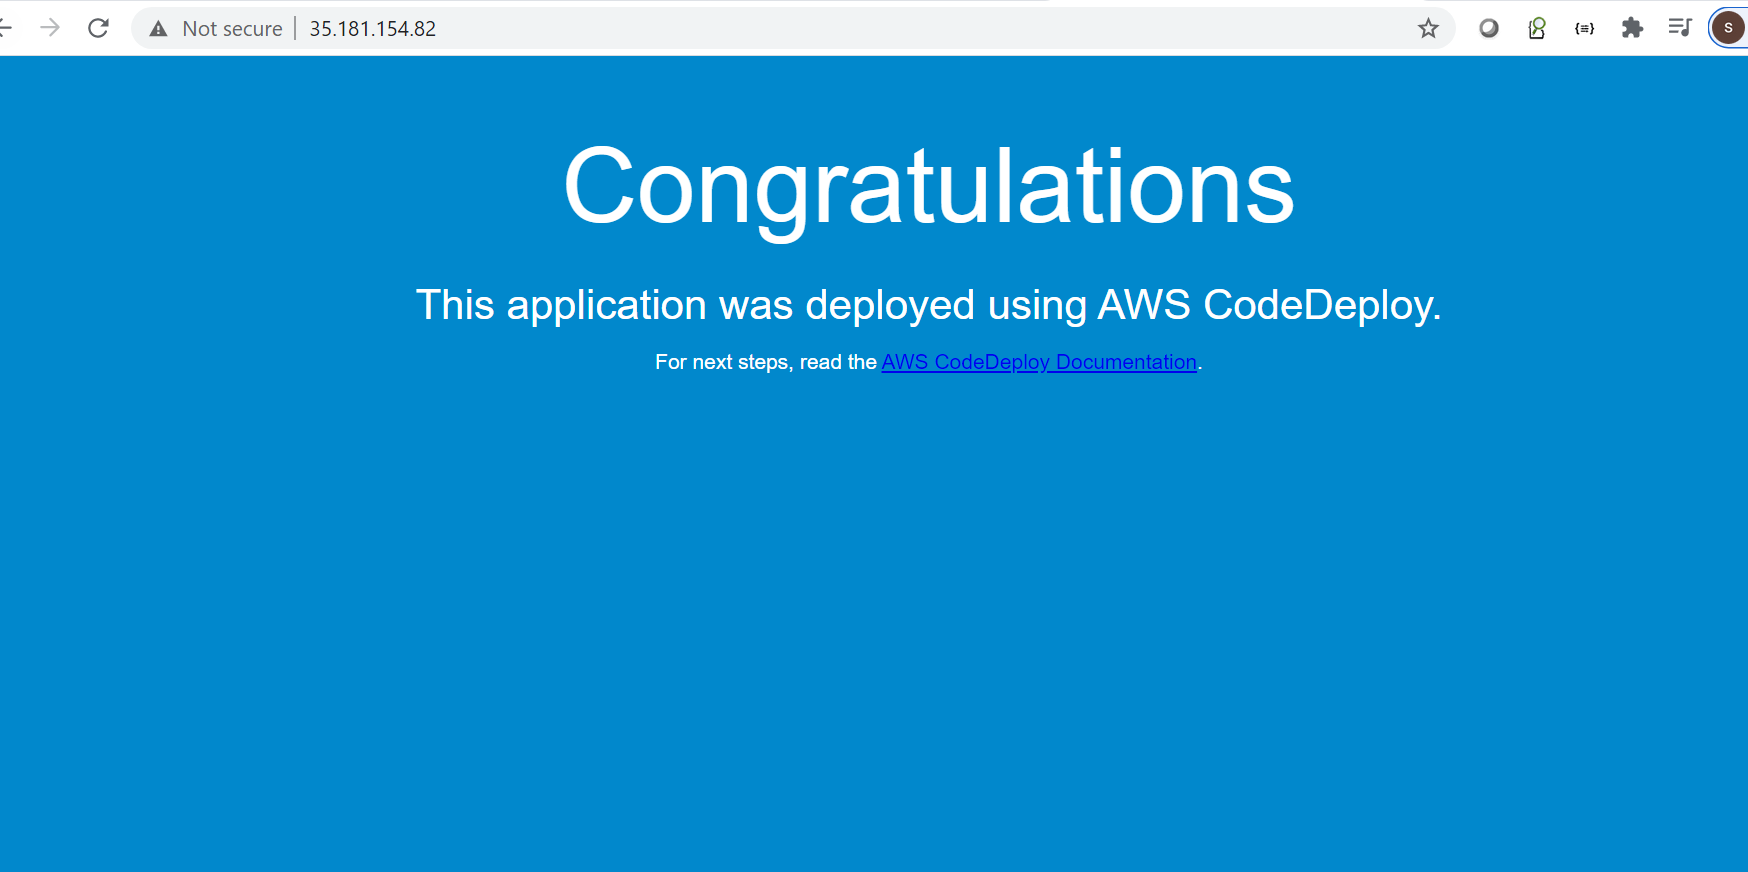 Not secure | 35.181.154.82
S
Congratulations
This application was deployed using AWS CodeDeploy.
For next steps, read the AWS CodeDeploy Documentation.